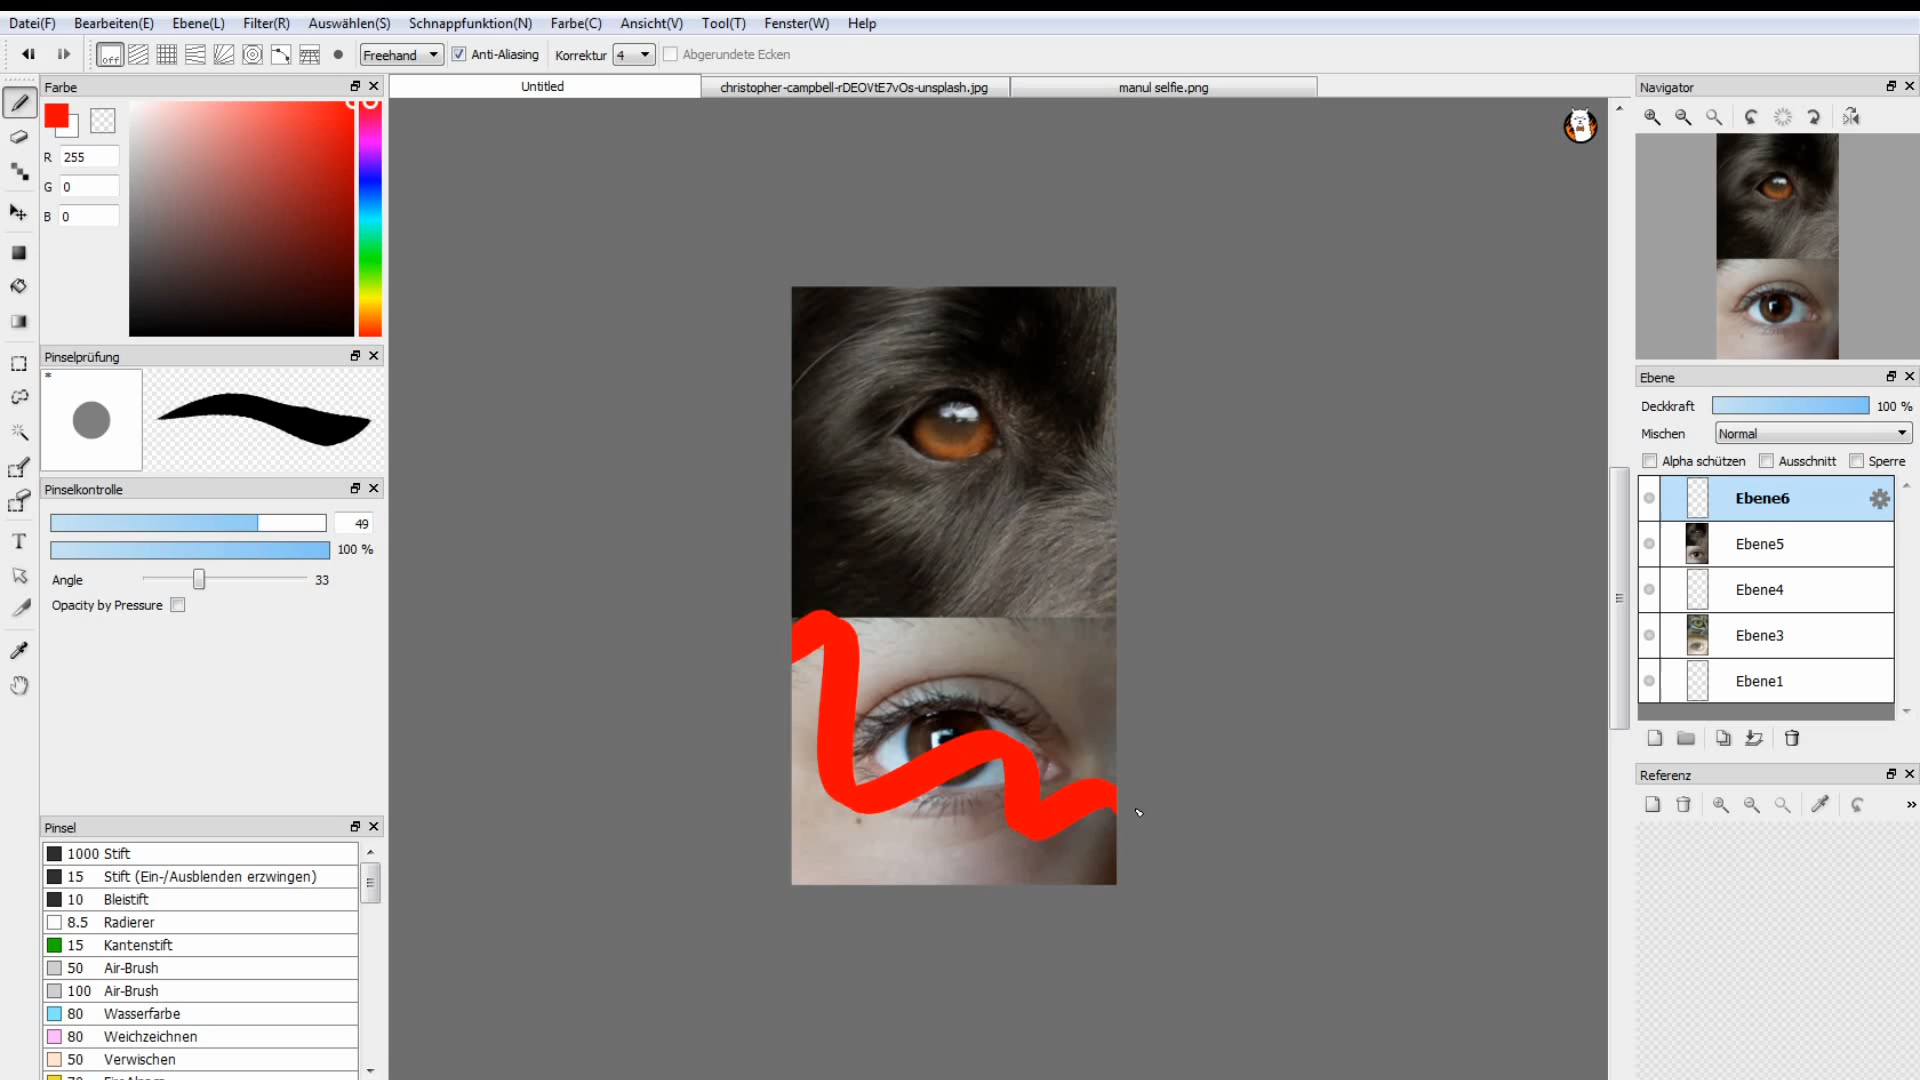 Datei(F) Bearbeiten(E) Ebene(L) Filter(R) Auswählen(S) Schnappfunktion(N) Farbe(C) Ansicht(V) Tool(T) Fenster(W) Help
off Freehand Anti-Aliasing Korrektur 4 Abgerundete Ecken
Farbe
R 255
G 0
B 0
Pinselprüfung
*
Pinselkontrolle
49
100 %
Angle 33
Opacity by Pressure
Pinsel
1000 Stift
15 Stift (Ein-/Ausblenden erzwingen)
10 Bleistift
8.5 Radierer
15 Kantenstift
50 Air-Brush
100 Air-Brush
80 Wasserfarbe
80 Weichzeichnen
50 Verwischen
Untitled
christopher-campbell-rDEOVtE7vOs-unsplash.jpg
manul selfie.png
Navigator
Ebene
Deckkraft 100 %
Mischen Normal
Alpha schützen Ausschnitt Sperre
Ebene6
Ebene5
Ebene4
Ebene3
Ebene1
Referenz
»